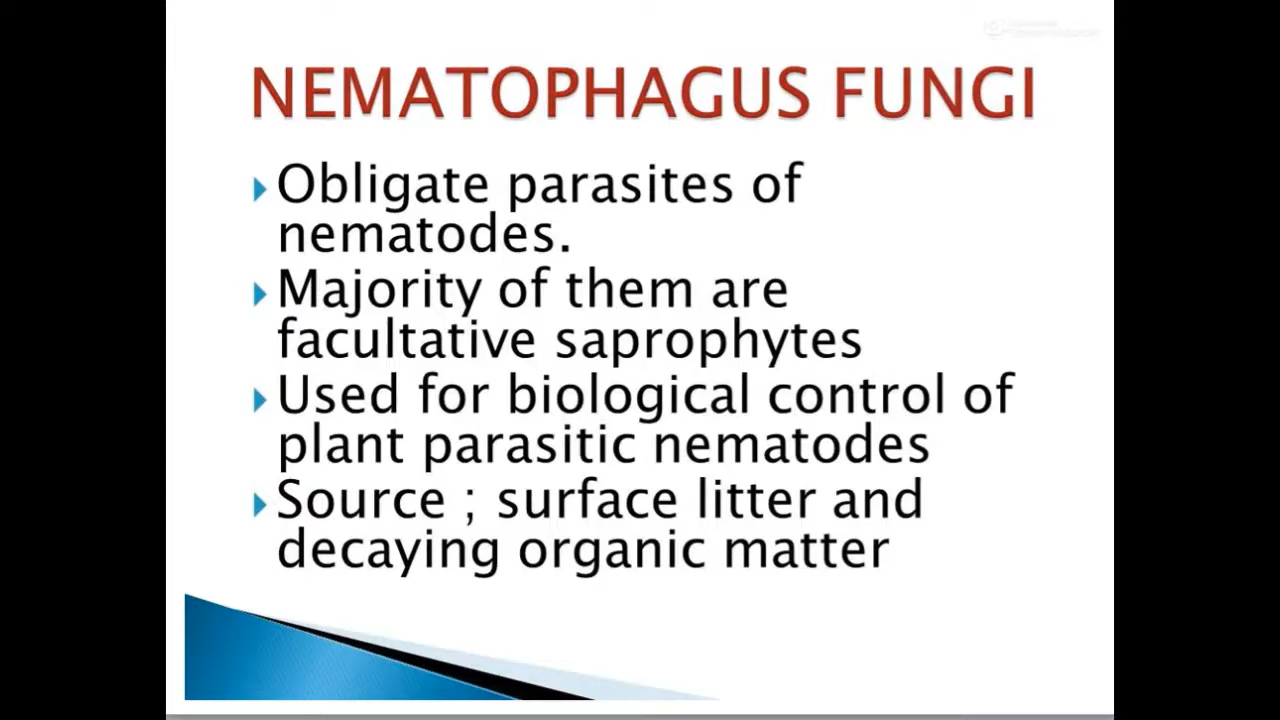 NEMATOPHAGUS FUNGI
Obligate parasites of
nematodes.
Majority of them are
facultative saprophytes
Used for biological control of
plant parasitic nematodes
Source ; surface litter and
decaying organic matter